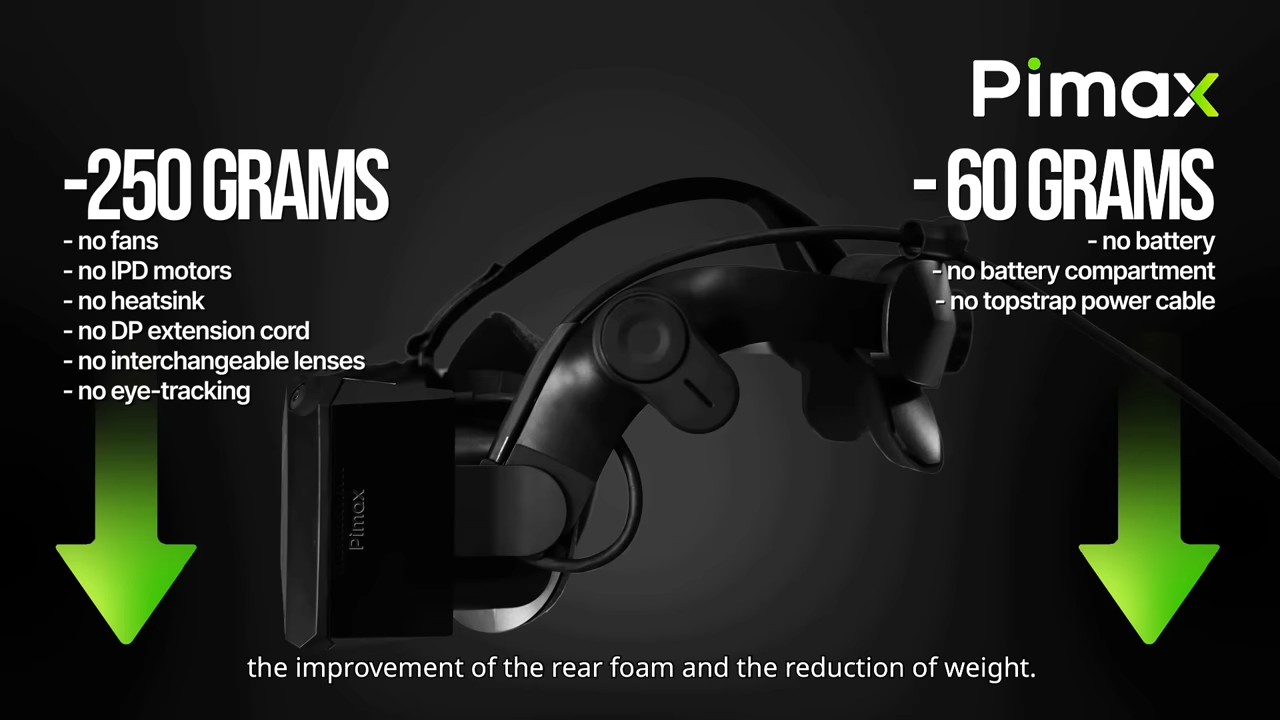 Pimax
-250 GRAMS
- no fans
- no IPD motors
- no heatsink
- no DP extension cord
- no interchangeable lenses
- no eye-tracking
- 60 GRAMS
- no battery
- no battery compartment
- no topstrap power cable
Pimax
the improvement of the rear foam and the reduction of weight.